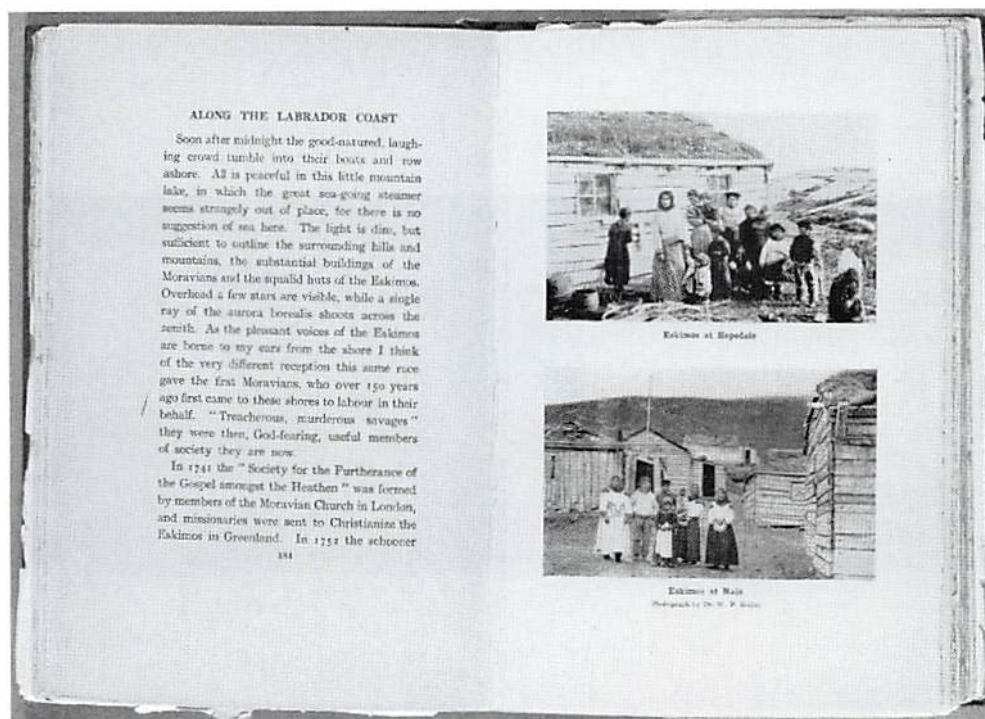 ALONG THE LABRADOR COAST
Soon after midnight the good-natured, laugh-
ing crowd tumble into their boats and row
ashore. All is peaceful in this little mountain
lake, in which the great sea-going steamer
seems strangely out of place, for there is no
suggestion of sea here. The light is dim, but
sufficient to outline the surrounding hills and
mountains, the substantial buildings of the
Moravians and the squalid huts of the Eskimos.
Overhead a few stars are visible, while a single
ray of the aurora borealis shoots across the
zenith. As the pleasant voices of the Eskimos
are borne to my ears from the shore I think
of the very different reception this same race
gave the first Moravians, who over 150 years
ago first came to these shores to labour in their
behalf. "Treacherous, murderous savages"
they were then, God-fearing, useful members
of society they are now.
In 1741 the "Society for the Furtherance of
the Gospel amongst the Heathen" was formed
by members of the Moravian Church in London,
and missionaries were sent to Christianize the
Eskimos in Greenland. In 1752 the schooner
181
Eskimos at Hopedale
Eskimos at Nain
Photograph by Dr. W. P.